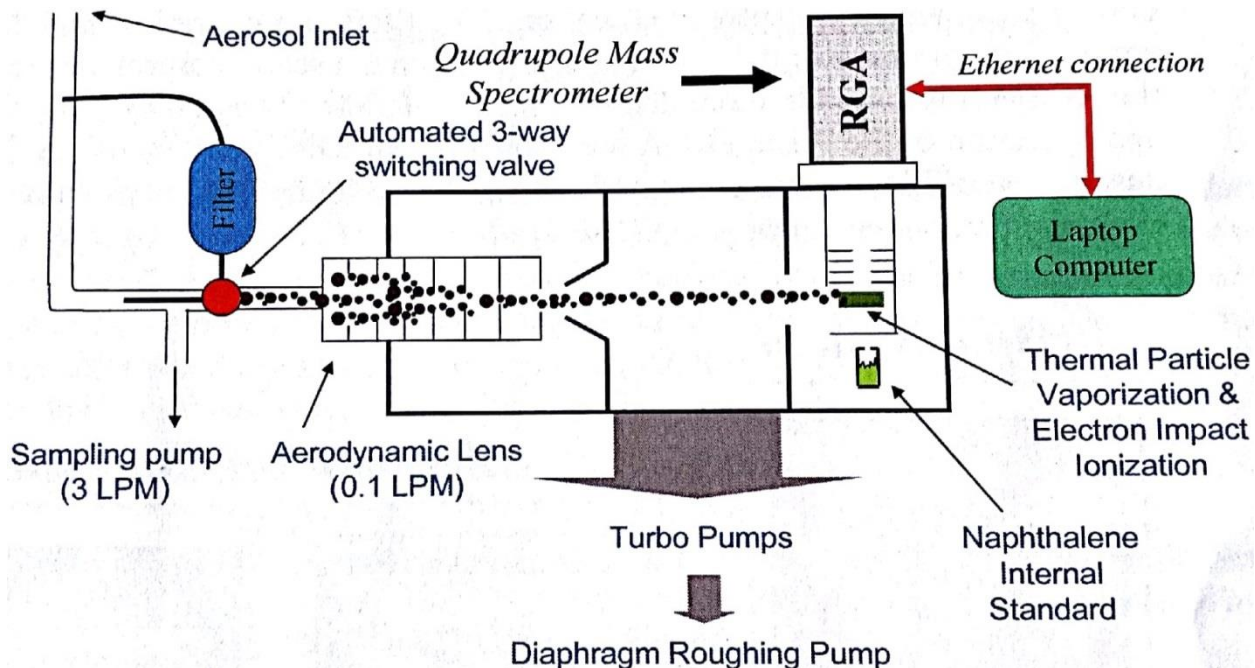 Aerosol Inlet
Quadrupole Mass
Spectrometer
RGA
Ethernet connection
Automated 3-way
switching valve
Filter
Laptop
Computer
Sampling pump
(3 LPM)
Aerodynamic Lens
(0.1 LPM)
Thermal Particle
Vaporization &
Electron Impact
Ionization
Turbo Pumps
Naphthalene
Internal
Standard
Diaphragm Roughing Pump